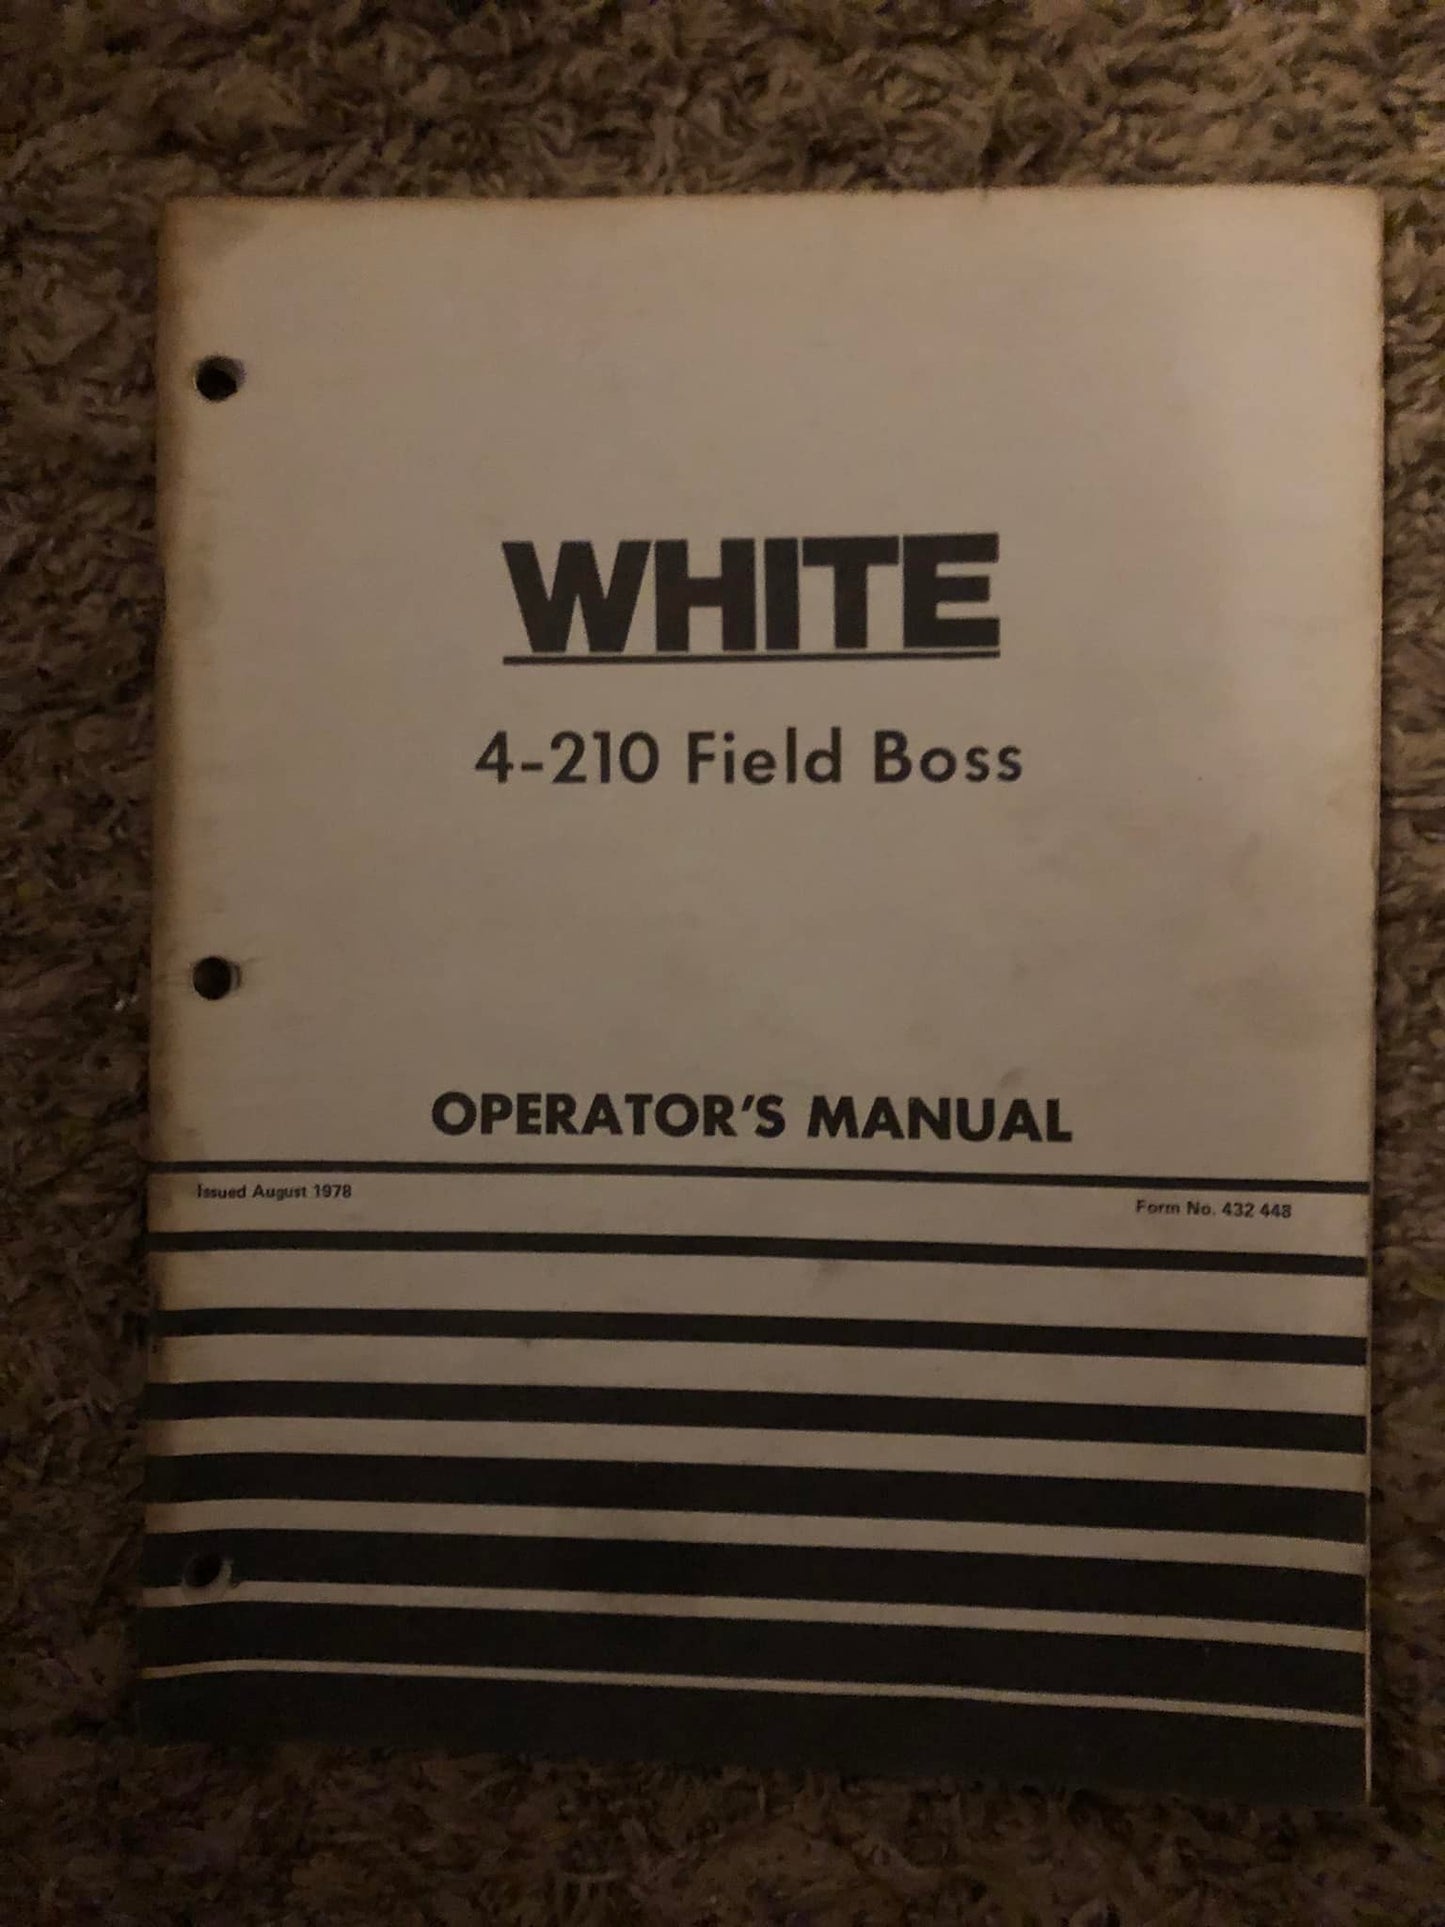 WHITE
4-210 Field Boss
OPERATOR'S MANUAL
Issued August 1978
Form No. 432 448